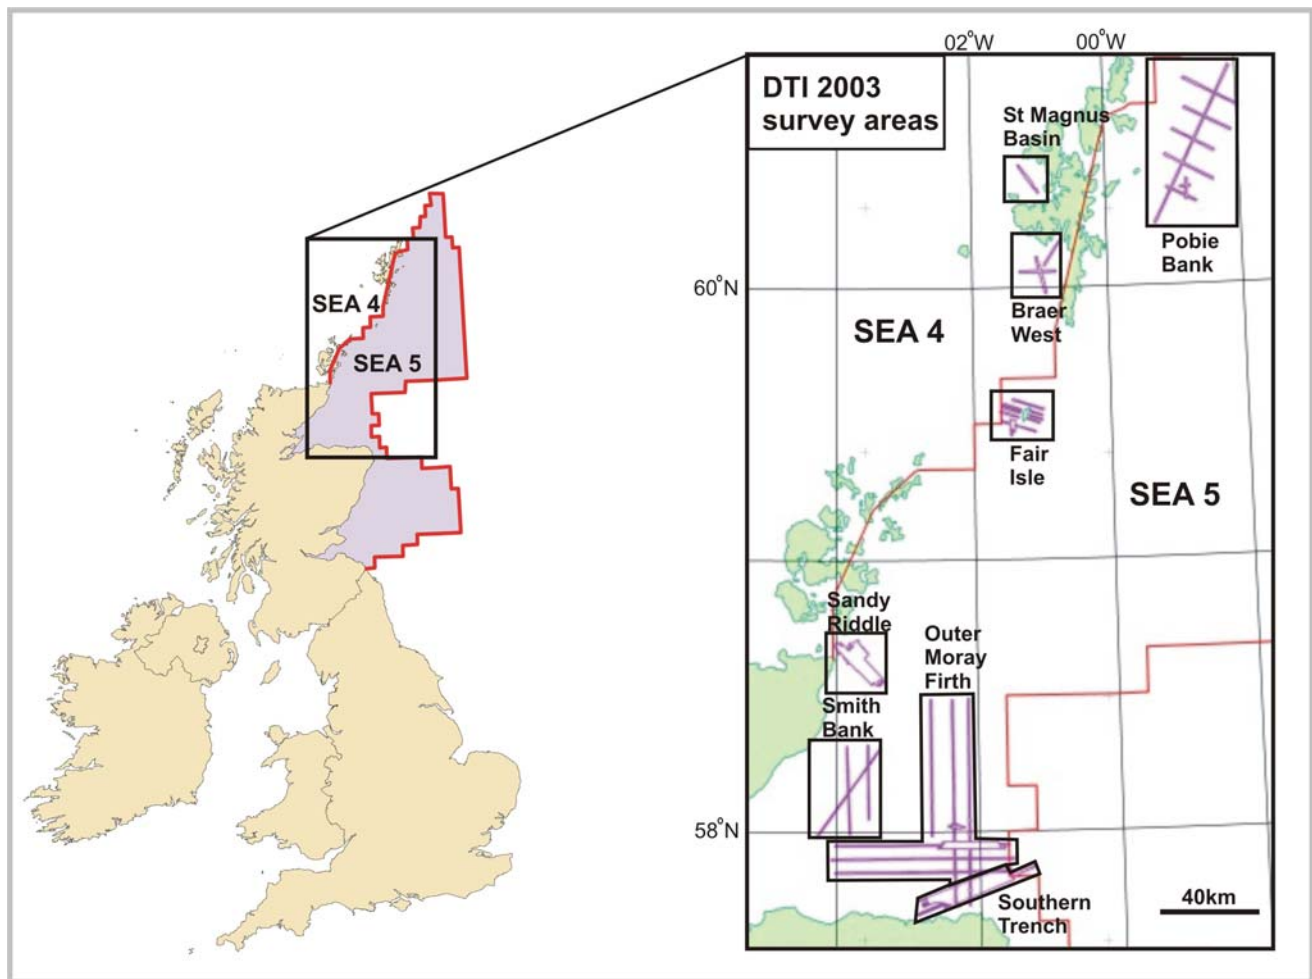 02°W
00°W
DTI 2003
survey areas
St Magnus
Basin
Pobie
Bank
60°N
Braer
West
SEA 4
SEA 4
SEA 5
Fair
Isle
SEA 5
Sandy
Riddle
Outer
Moray
Firth
Smith
Bank
58°N
Southern
Trench
40km